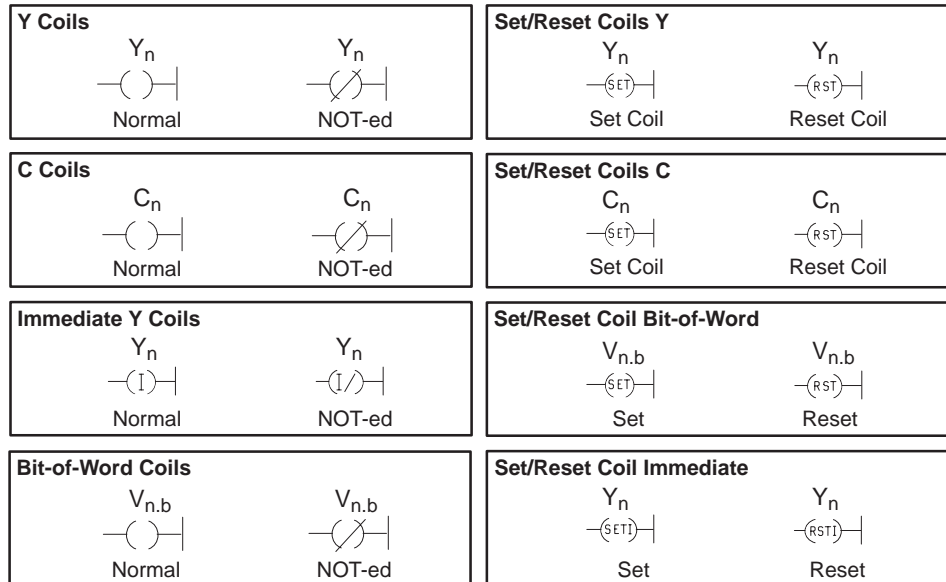 Y Coils
Yn Yn
Normal NOT-ed
Set/Reset Coils Y
Yn Yn
SET RST
Set Coil Reset Coil
C Coils
Cn Cn
Normal NOT-ed
Set/Reset Coils C
Cn Cn
SET RST
Set Coil Reset Coil
Immediate Y Coils
Yn Yn
I I/
Normal NOT-ed
Set/Reset Coil Bit-of-Word
Vn.b Vn.b
SET RST
Set Reset
Bit-of-Word Coils
Vn.b Vn.b
Normal NOT-ed
Set/Reset Coil Immediate
Yn Yn
SETI RSTI
Set Reset